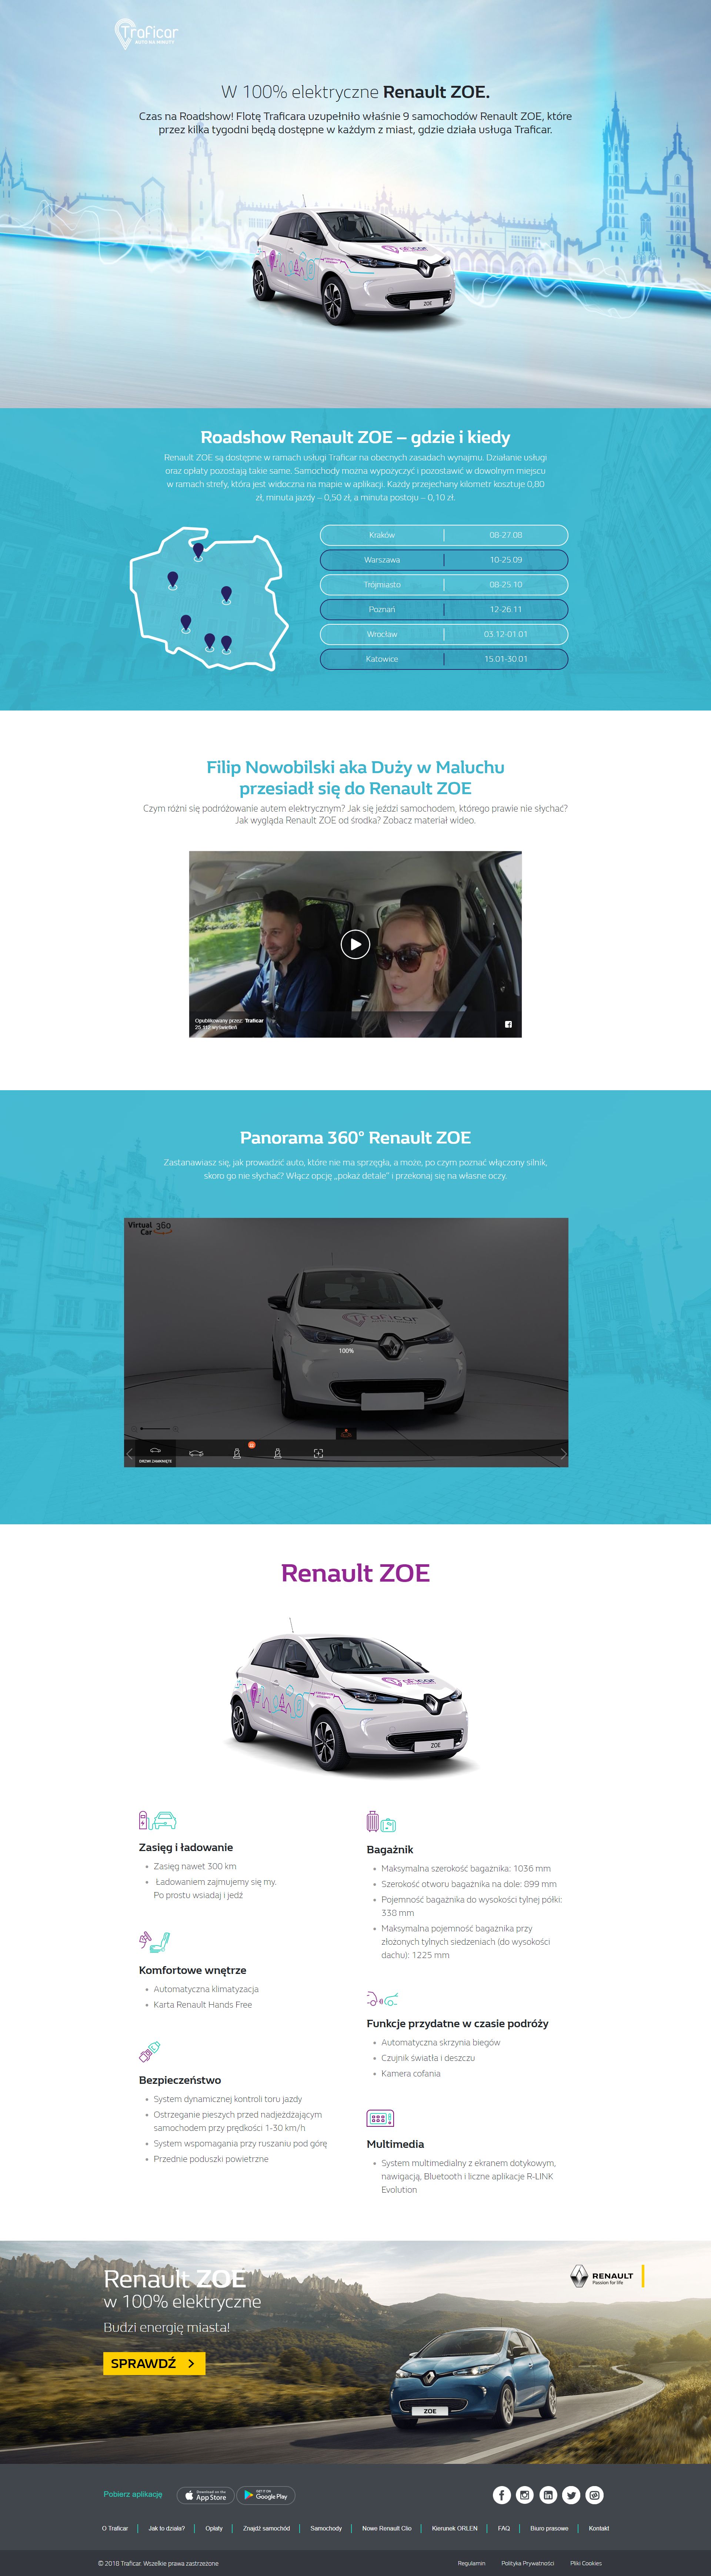 Traficar
AUTO NA MINUTY
W 100% elektryczne Renault ZOE.
Czas na Roadshow! Flotę Traficara uzupełniło właśnie 9 samochodów Renault ZOE, które
przez kilka tygodni będą dostępne w każdym z miast, gdzie działa usługa Traficar.
Traficar
ZOE
Roadshow Renault ZOE – gdzie i kiedy
Renault ZOE są dostępne w ramach usługi Traficar na obecnych zasadach wynajmu. Działanie usługi
oraz opłaty pozostają takie same. Samochody można wypożyczyć i pozostawić w dowolnym miejscu
w ramach strefy, która jest widoczna na mapie w aplikacji. Każdy przejechany kilometr kosztuje 0,80
zł, minuta jazdy – 0,50 zł, a minuta postoju – 0,10 zł.
Kraków 08-27.08
Warszawa 10-25.09
Trójmiasto 08-25.10
Poznań 12-26.11
Wrocław 03.12-01.01
Katowice 15.01-30.01
Filip Nowobilski aka Duży w Maluchu
przesiadł się do Renault ZOE
Czym różni się podróżowanie autem elektrycznym? Jak się jeździ samochodem, którego prawie nie słychać?
Jak wygląda Renault ZOE od środka? Zobacz materiał wideo.
Opublikowany przez: Traficar
25 112 wyświetleń
Panorama 360° Renault ZOE
Zastanawiasz się, jak prowadzić auto, które nie ma sprzęgła, a może, po czym poznać włączony silnik,
skoro go nie słychać? Włącz opcję „pokaż detale” i przekonaj się na własne oczy.
Virtual 360
Car
Traficar
100%
DRZWI ZAMKNIĘTE
Renault ZOE
Traficar
ZOE
Zasięg i ładowanie
Zasięg nawet 300 km
Ładowaniem zajmujemy się my.
Po prostu wsiadaj i jedź
Komfortowe wnętrze
Automatyczna klimatyzacja
Karta Renault Hands Free
Bezpieczeństwo
System dynamicznej kontroli toru jazdy
Ostrzeganie pieszych przed nadjeżdżającym
samochodem przy prędkości 1-30 km/h
System wspomagania przy ruszaniu pod górę
Przednie poduszki powietrzne
Bagażnik
Maksymalna szerokość bagażnika: 1036 mm
Szerokość otworu bagażnika na dole: 899 mm
Pojemność bagażnika do wysokości tylnej półki:
338 mm
Maksymalna pojemność bagażnika przy
złożonych tylnych siedzeniach (do wysokości
dachu): 1225 mm
Funkcje przydatne w czasie podróży
Automatyczna skrzynia biegów
Czujnik światła i deszczu
Kamera cofania
Multimedia
System multimedialny z ekranem dotykowym,
nawigacją, Bluetooth i liczne aplikacje R-LINK
Evolution
Renault ZOE
w 100% elektryczne
Budzi energię miasta!
SPRAWDŹ >
RENAULT
Passion for life
ZOE
Pobierz aplikację
Download on the
App Store
GET IT ON
Google Play
O Traficar Jak to działa? Opłaty Znajdź samochód Samochody Nowe Renault Clio Kierunek ORLEN FAQ Biuro prasowe Kontakt
© 2018 Traficar. Wszelkie prawa zastrzeżone
Regulamin Polityka Prywatności Pliki Cookies